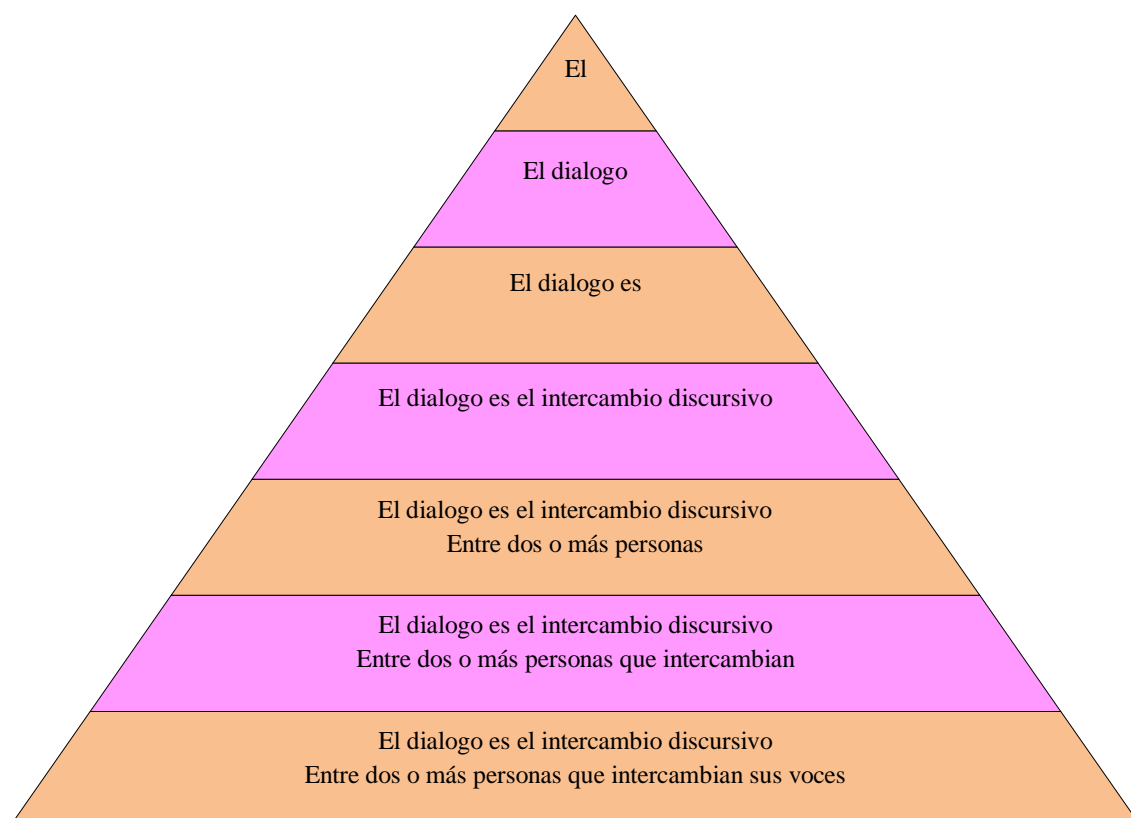 El
El dialogo
El dialogo es
El dialogo es el intercambio discursivo
El dialogo es el intercambio discursivo
Entre dos o más personas
El dialogo es el intercambio discursivo
Entre dos o más personas que intercambian
El dialogo es el intercambio discursivo
Entre dos o más personas que intercambian sus voces